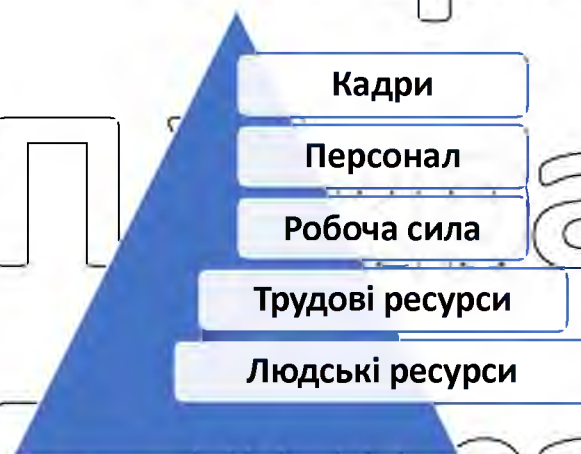 Кадри
Персонал
Робоча сила
Трудові ресурси
Людські ресурси